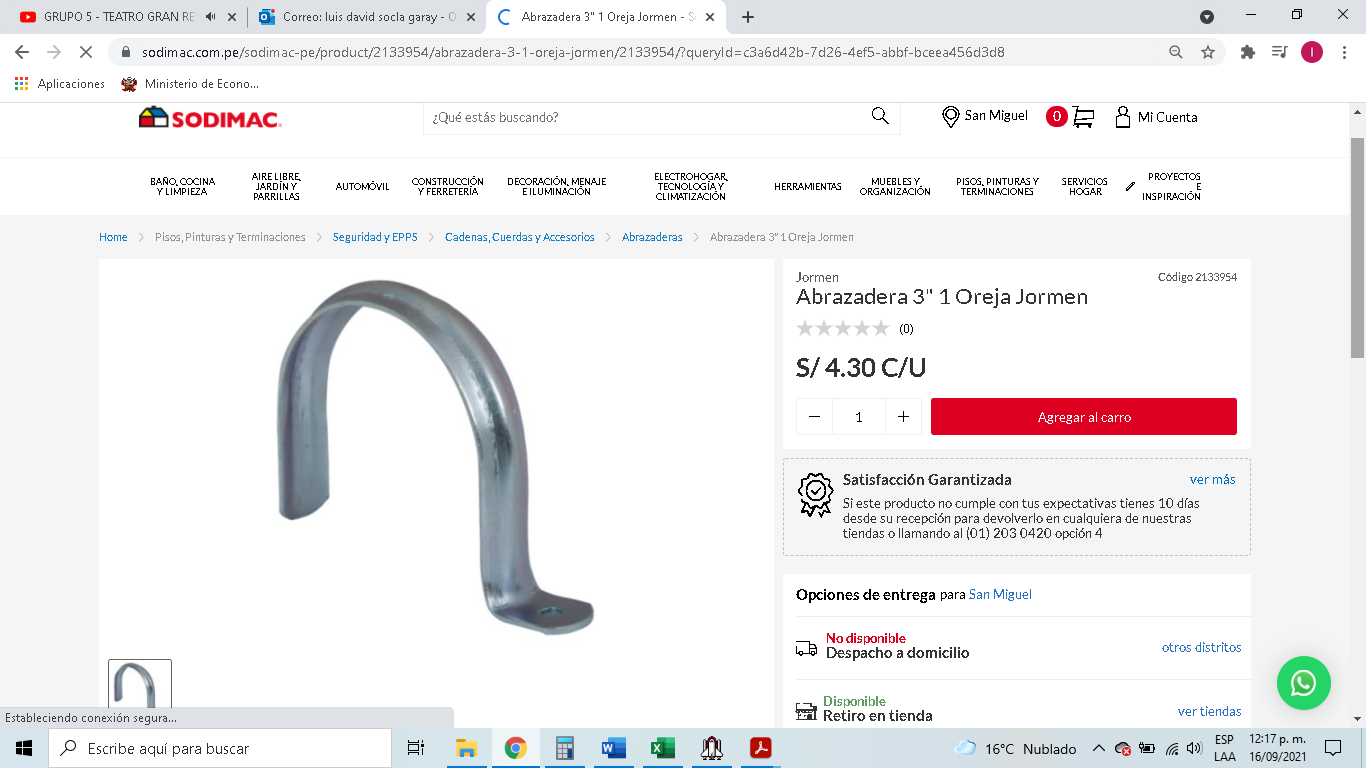 GRUPO 5 - TEATRO GRAN RE
Correo: luis david socla garay - O
Abrazadera 3" 1 Oreja Jormen - S
sodimac.com.pe/sodimac-pe/product/2133954/abrazadera-3-1-oreja-jormen/2133954/?queryId=c3a6d42b-7d26-4ef5-abbf-bceea456d3d8
I
Aplicaciones
Ministerio de Econo...
SODIMAC
¿Qué estás buscando?
San Miguel
0
Mi Cuenta
BAÑO, COCINA
Y LIMPIEZA
AIRE LIBRE,
JARDÍN Y
PARRILLAS
AUTOMÓVIL
CONSTRUCCIÓN
Y FERRETERÍA
DECORACIÓN, MENAJE
E ILUMINACIÓN
ELECTROHOGAR,
TECNOLOGÍA Y
CLIMATIZACIÓN
HERRAMIENTAS
MUEBLES Y
ORGANIZACIÓN
PISOS, PINTURAS Y
TERMINACIONES
SERVICIOS
HOGAR
PROYECTOS
E
INSPIRACIÓN
Home > Pisos, Pinturas y Terminaciones > Seguridad y EPPS > Cadenas, Cuerdas y Accesorios > Abrazaderas > Abrazadera 3" 1 Oreja Jormen
Jormen
Código 2133954
Abrazadera 3" 1 Oreja Jormen
(0)
S/ 4.30 C/U
1
Agregar al carro
Satisfacción Garantizada
ver más
Si este producto no cumple con tus expectativas tienes 10 días
desde su recepción para devolverlo en cualquiera de nuestras
tiendas o llamando al (01) 203 0420 opción 4
Opciones de entrega para San Miguel
No disponible
Despacho a domicilio
otros distritos
Disponible
Retiro en tienda
ver tiendas
Estableciendo conexión segura...
Escribe aquí para buscar
16°C Nublado
ESP
LAA
12:17 p. m.
16/09/2021